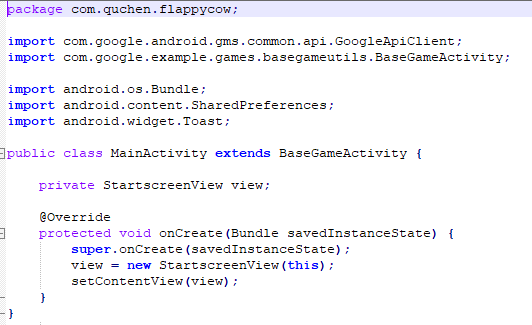 package com.quchen.flappycow;
import com.google.android.gms.common.api.GoogleApiClient;
import com.google.example.games.basegameutils.BaseGameActivity;
import android.os.Bundle;
import android.content.SharedPreferences;
import android.widget.Toast;
public class MainActivity extends BaseGameActivity {
private StartscreenView view;
@Override
protected void onCreate(Bundle savedInstanceState) {
super.onCreate(savedInstanceState);
view = new StartscreenView(this);
setContentView(view);
}
}